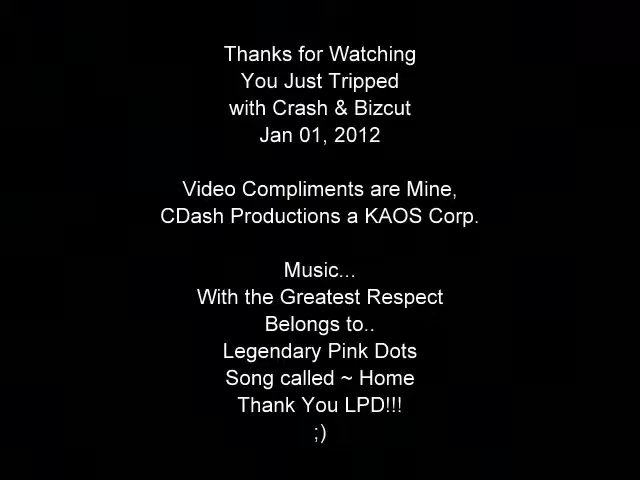 Thanks for Watching
You Just Tripped
with Crash & Bizcut
Jan 01, 2012
Video Compliments are Mine,
CDash Productions a KAOS Corp.
Music...
With the Greatest Respect
Belongs to..
Legendary Pink Dots
Song called ~ Home
Thank You LPD!!!
;)